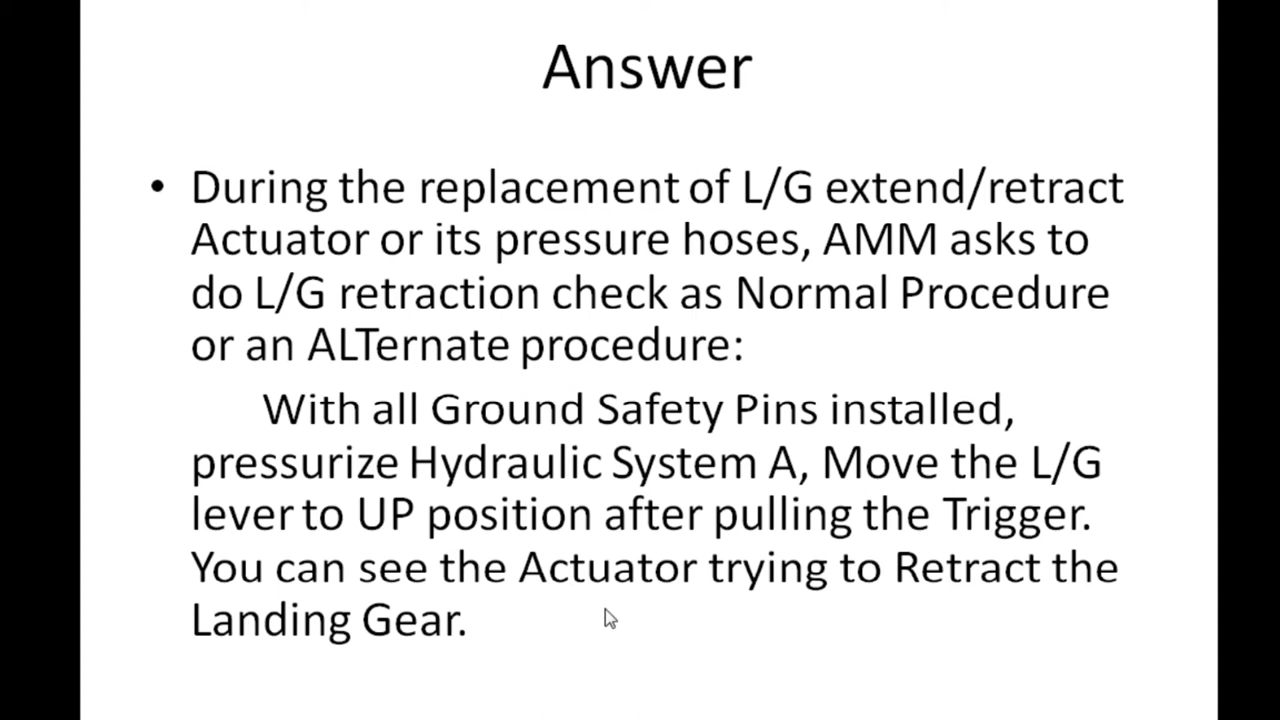 Answer
• During the replacement of L/G extend/retract
Actuator or its pressure hoses, AMM asks to
do L/G retraction check as Normal Procedure
or an ALTernate procedure:
With all Ground Safety Pins installed,
pressurize Hydraulic System A, Move the L/G
lever to UP position after pulling the Trigger.
You can see the Actuator trying to Retract the
Landing Gear.